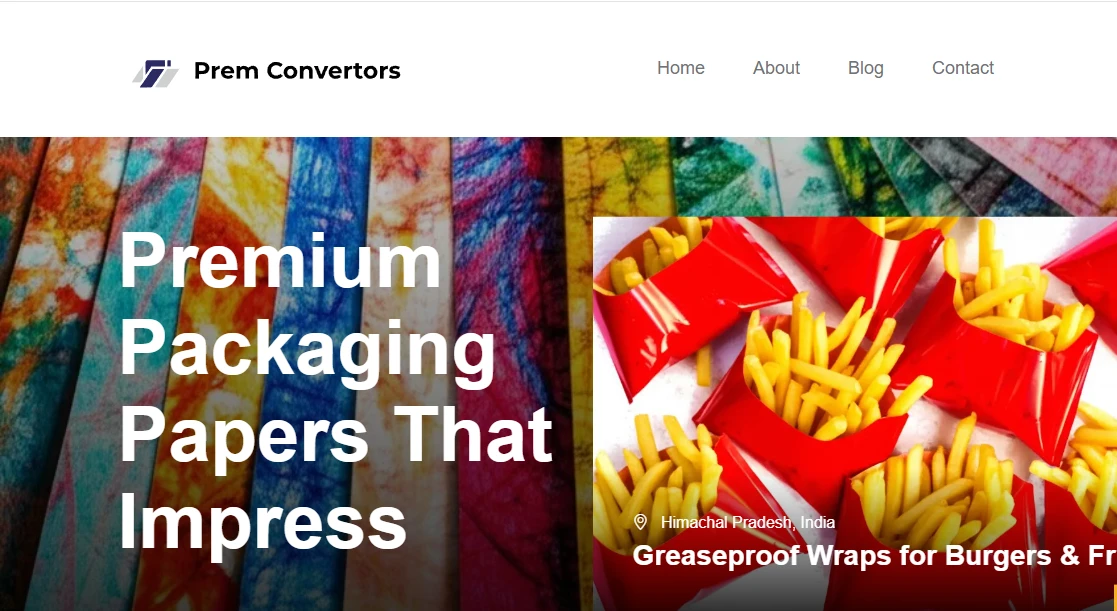 Prem Convertors
Home About Blog Contact
Premium
Packaging
Papers That
Impress
Himachal Pradesh, India
Greaseproof Wraps for Burgers & Fr